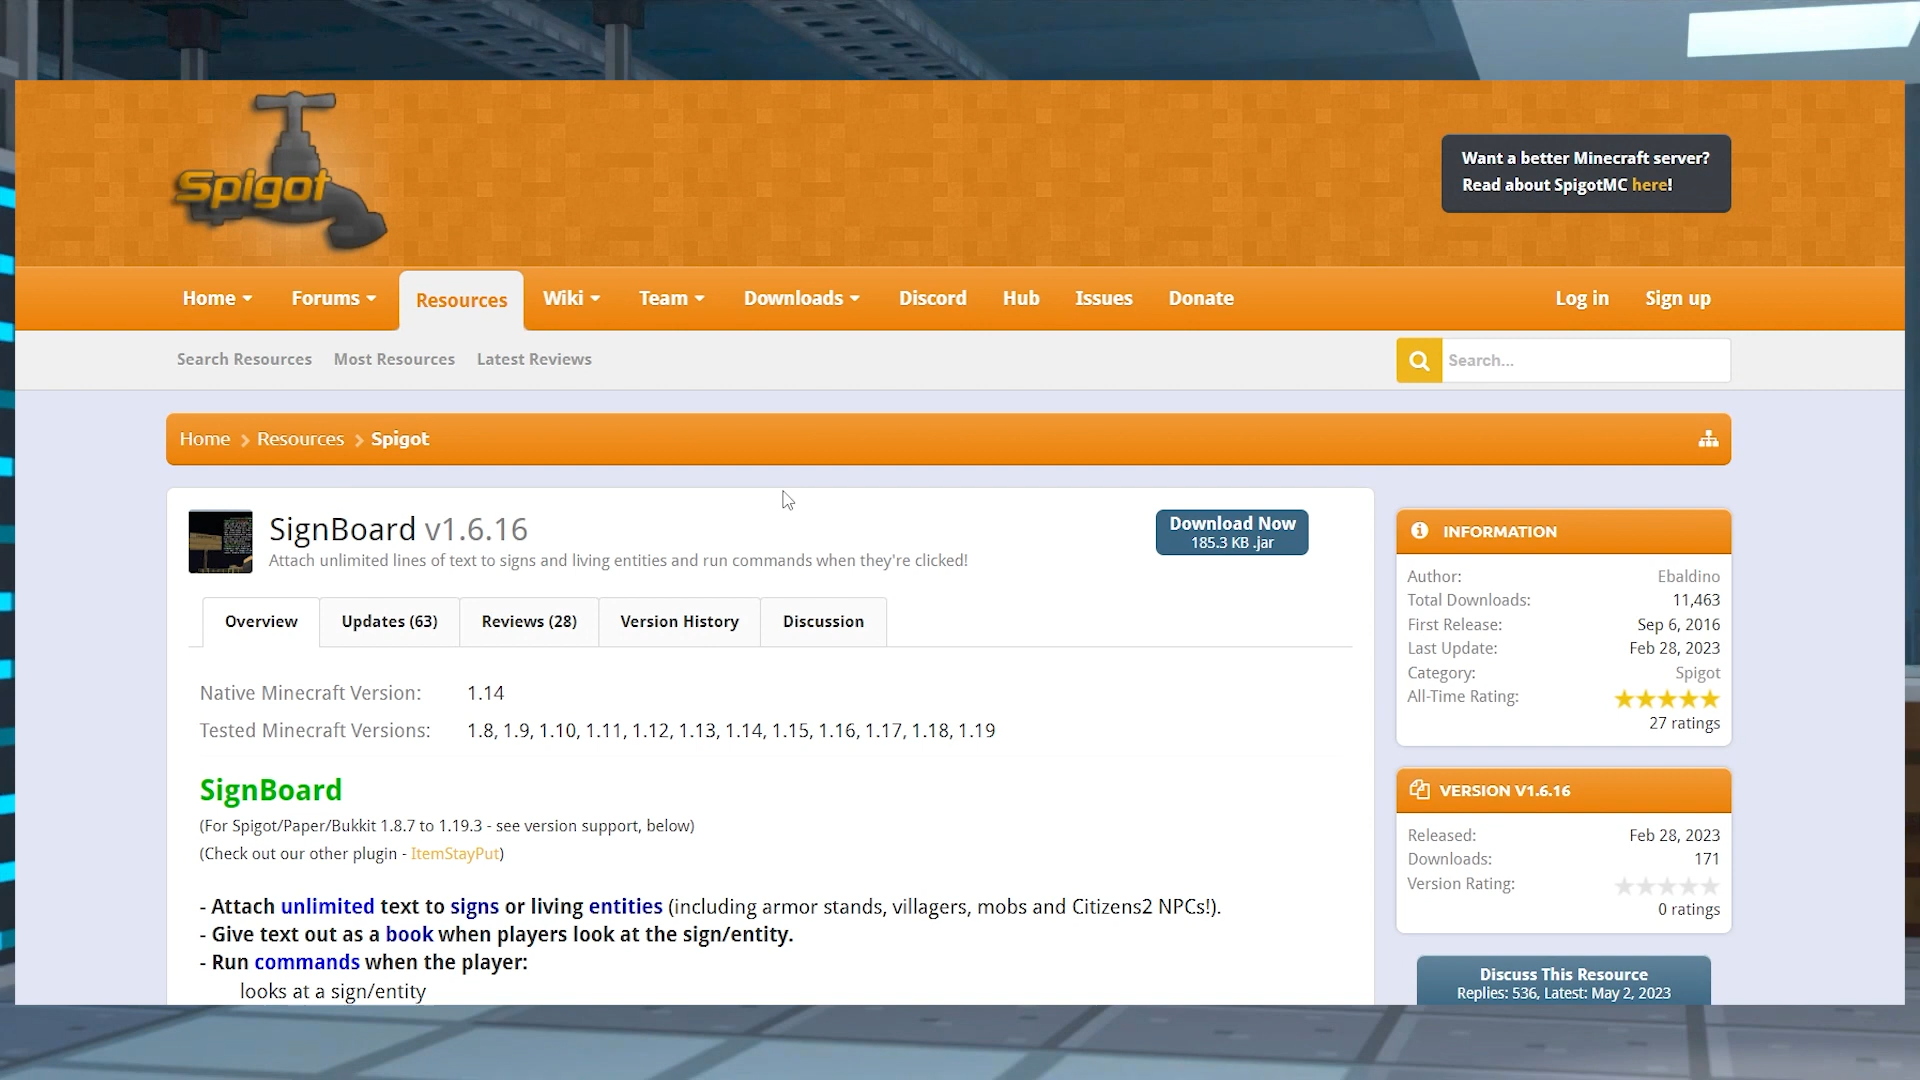 Spigot
Want a better Minecraft server?
Read about SpigotMC here!
Home
Forums
Resources
Wiki
Team
Downloads
Discord
Hub
Issues
Donate
Log in
Sign up
Search Resources
Most Resources
Latest Reviews
Search...
Home
Resources
Spigot
SignBoard v1.6.16
Attach unlimited lines of text to signs and living entities and run commands when they're clicked!
Download Now
185.3 KB .jar
Overview
Updates (63)
Reviews (28)
Version History
Discussion
Native Minecraft Version: 1.14
Tested Minecraft Versions: 1.8, 1.9, 1.10, 1.11, 1.12, 1.13, 1.14, 1.15, 1.16, 1.17, 1.18, 1.19
SignBoard
(For Spigot/Paper/Bukkit 1.8.7 to 1.19.3 - see version support, below)
(Check out our other plugin - ItemStayPut)
- Attach unlimited text to signs or living entities (including armor stands, villagers, mobs and Citizens2 NPCs!).
- Give text out as a book when players look at the sign/entity.
- Run commands when the player:
looks at a sign/entity
INFORMATION
Author: Ebaldino
Total Downloads: 11,463
First Release: Sep 6, 2016
Last Update: Feb 28, 2023
Category: Spigot
All-Time Rating:
27 ratings
VERSION V1.6.16
Released: Feb 28, 2023
Downloads: 171
Version Rating:
0 ratings
Discuss This Resource
Replies: 536, Latest: May 2, 2023